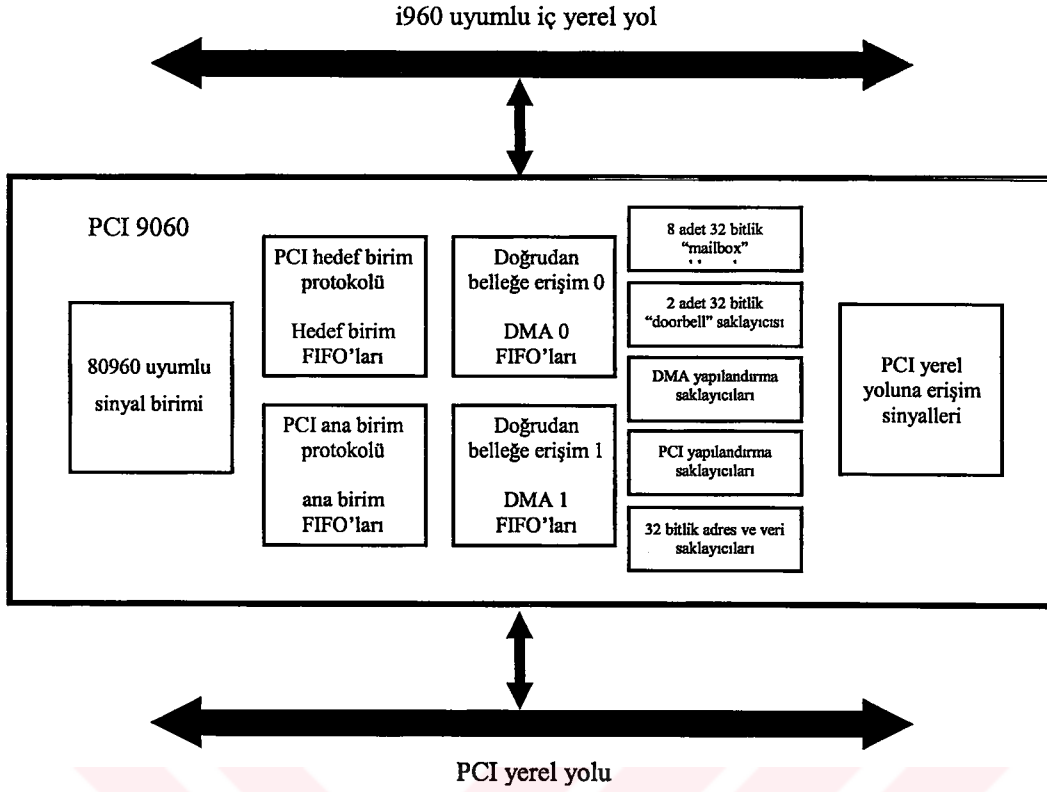 i960 uyumlu iç yerel yol
PCI 9060
80960 uyumlu
sinyal birimi
PCI hedef birim
protokolü
Hedef birim
FIFO'ları
PCI ana birim
protokolü
ana birim
FIFO'ları
Doğrudan
belleğe erişim 0
DMA 0
FIFO'ları
Doğrudan
belleğe erişim 1
DMA 1
FIFO'ları
8 adet 32 bitlik
“mailbox”
2 adet 32 bitlik
“doorbell” saklayıcısı
DMA yapılandırma
saklayıcıları
PCI yapılandırma
saklayıcıları
32 bitlik adres ve veri
saklayıcıları
PCI yerel
yoluna erişim
sinyalleri
PCI yerel yolu